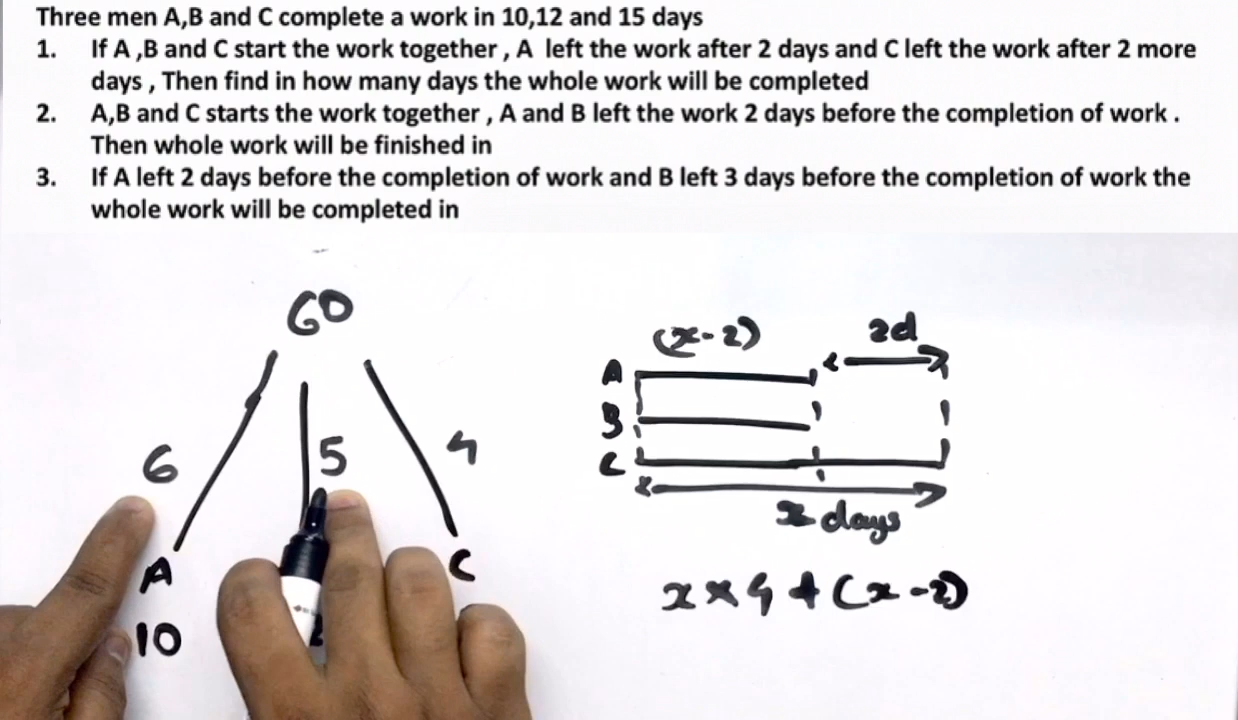 Three men A,B and C complete a work in 10,12 and 15 days
1. If A ,B and C start the work together , A left the work after 2 days and C left the work after 2 more
days , Then find in how many days the whole work will be completed
2. A,B and C starts the work together , A and B left the work 2 days before the completion of work .
Then whole work will be finished in
3. If A left 2 days before the completion of work and B left 3 days before the completion of work the
whole work will be completed in
60
6 5 4
A C
10
(x-2) 2d
A
B
C
x days
x×4+(x-2)